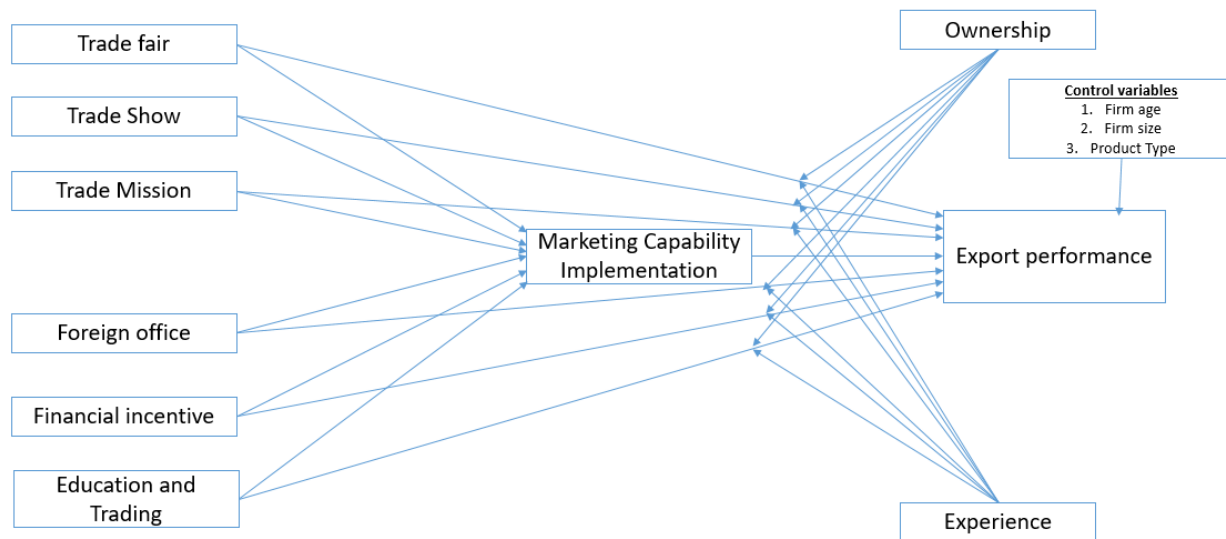 Trade fair
Trade Show
Trade Mission
Foreign office
Financial incentive
Education and
Trading
Marketing Capability
Implementation
Ownership
Control variables
1. Firm age
2. Firm size
3. Product Type
Export performance
Experience